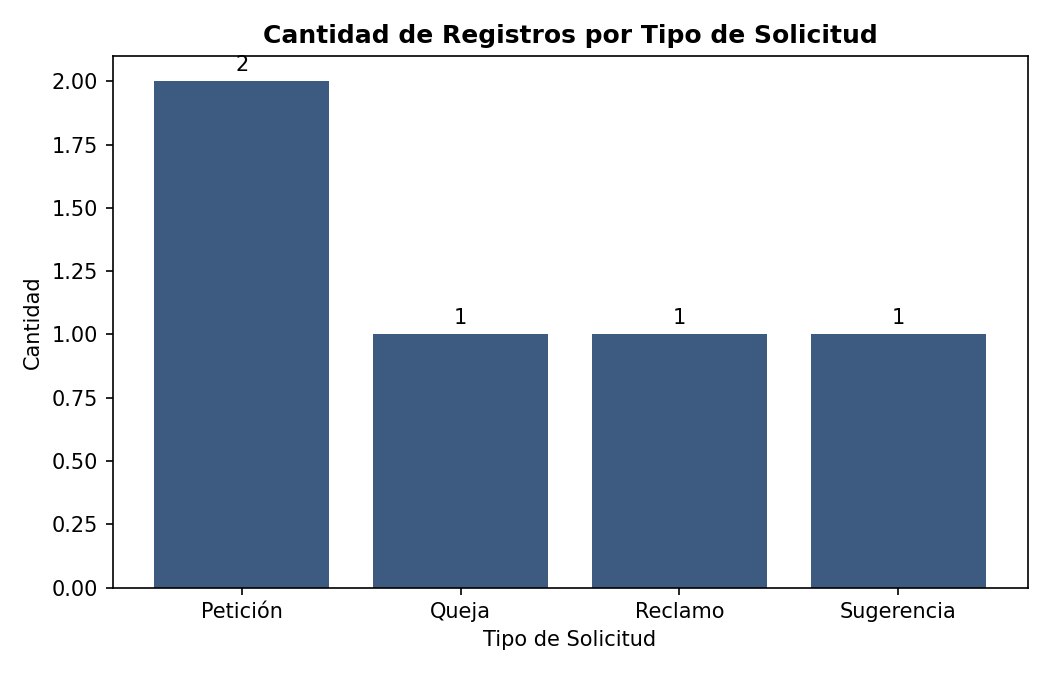 Cantidad de Registros por Tipo de Solicitud
2
2.00
1.75
1.50
1.25
1 1 1
1.00
0.75
0.50
0.25
0.00
Cantidad
Petición Queja Reclamo Sugerencia
Tipo de Solicitud